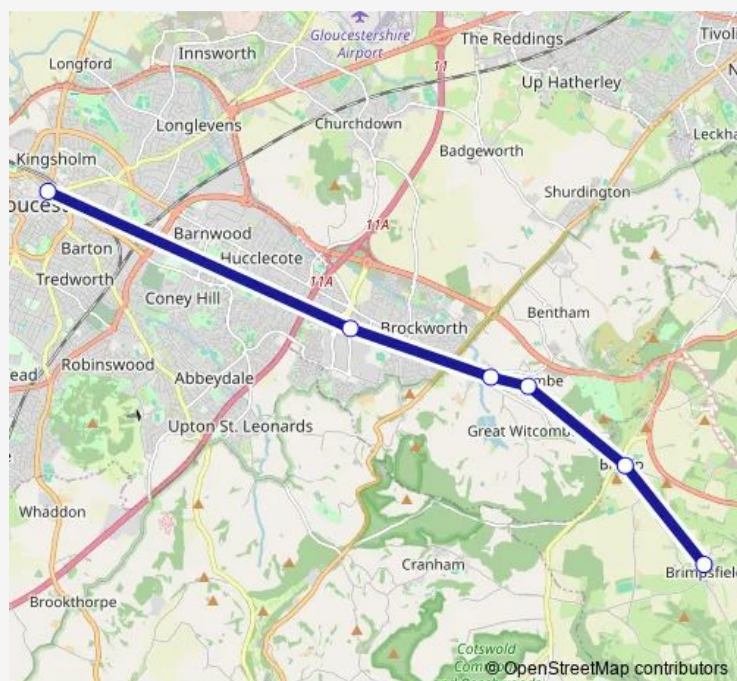 Gloucestershire
Airport
The Reddings
Tivoli
Innsworth
Longford
11
Up Hatherley
Longlevens
Churchdown
Kingsholm
Badgeworth
Shurdington
Barnwood
11A
Barton
Hucclecote
Tredworth
11A
Coney Hill
Bentham
Brockworth
Robinswood
Abbeydale
Upton St. Leonards
Great Witcomb
Whaddon
Cranham
Brimpsfield
Brookthorpe
Cotswold
© OpenStreetMap contributors